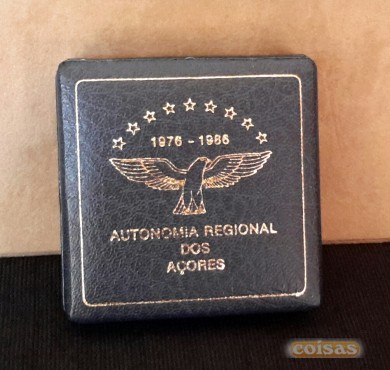 1976 - 1986
AUTONOMIA REGIONAL
DOS
AÇORES
coisas